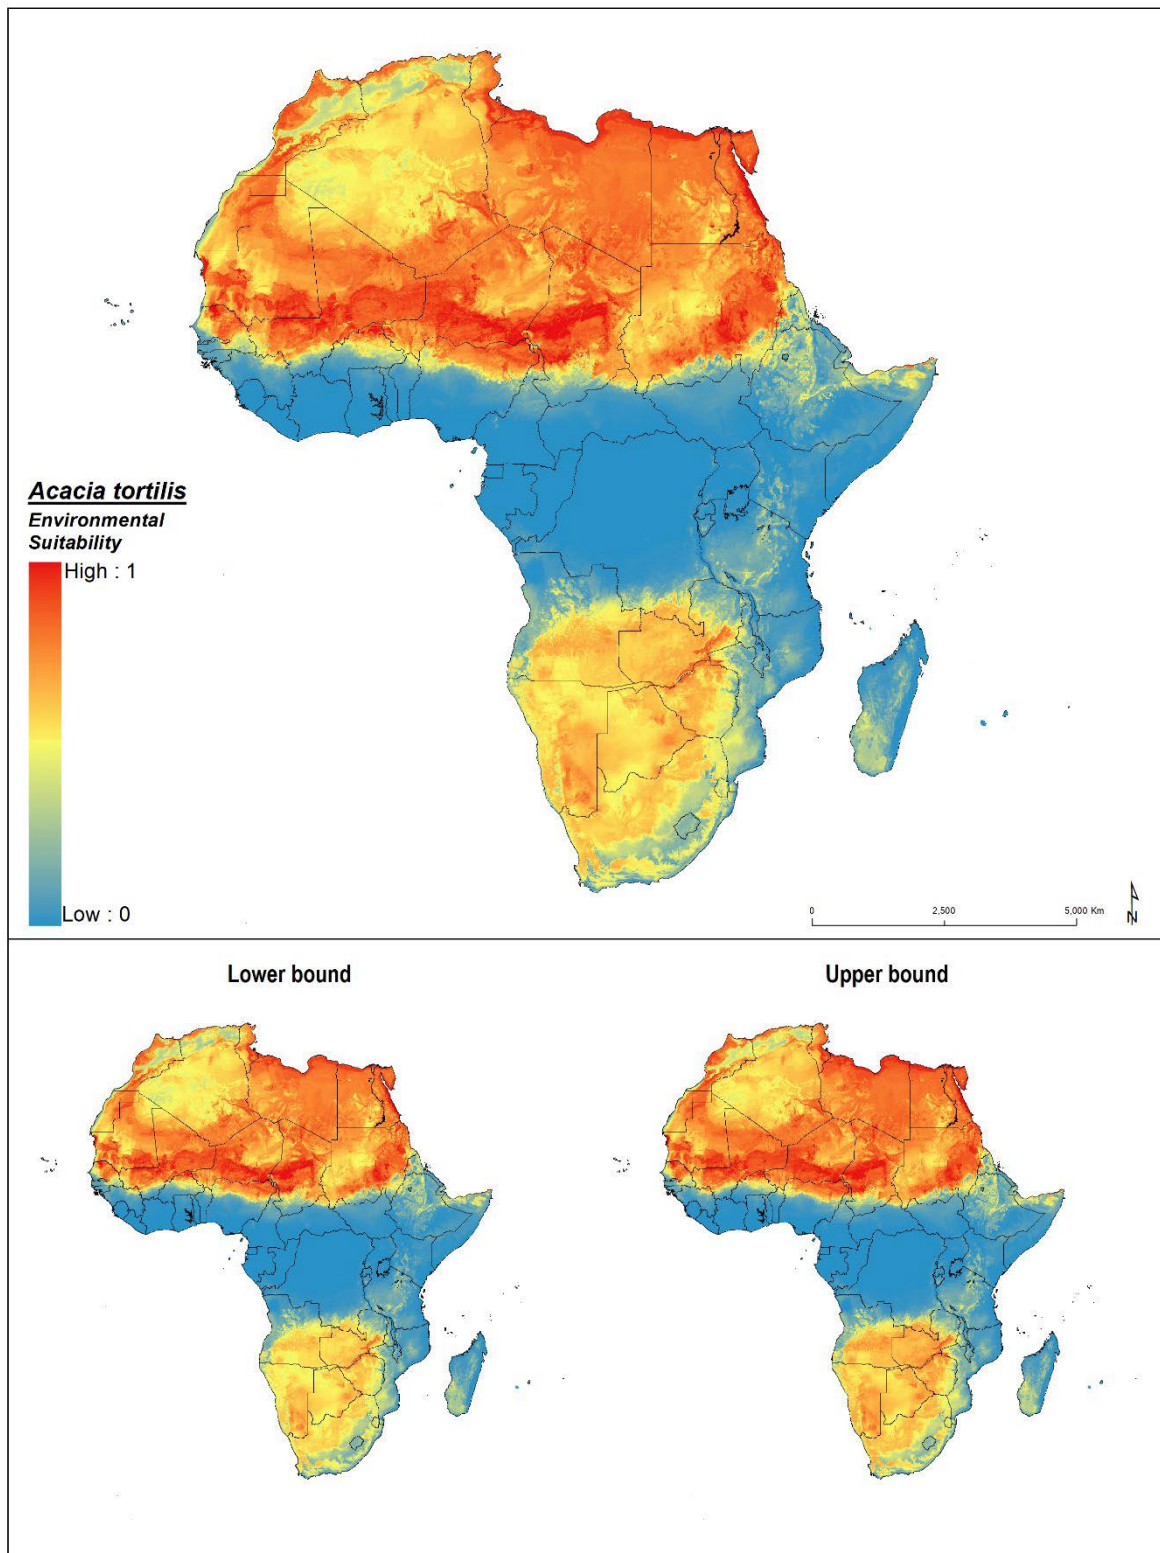 Acacia tortilis
Environmental
Suitability
High : 1
Low : 0
0 2,500 5,000 Km
N
Lower bound Upper bound